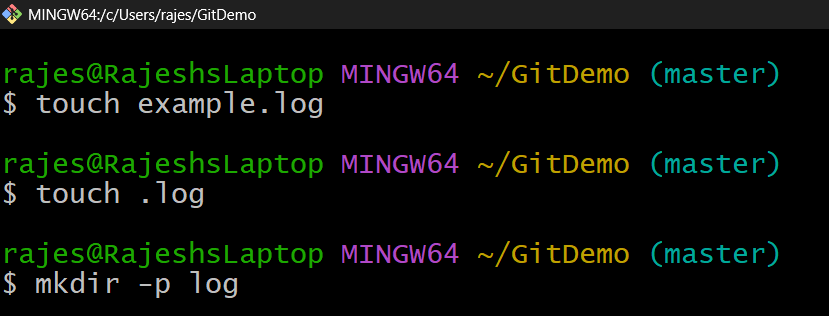 MINGW64:/c/Users/rajes/GitDemo
rajes@RajeshsLaptop MINGW64 ~/GitDemo (master)
$ touch example.log
rajes@RajeshsLaptop MINGW64 ~/GitDemo (master)
$ touch .log
rajes@RajeshsLaptop MINGW64 ~/GitDemo (master)
$ mkdir -p log